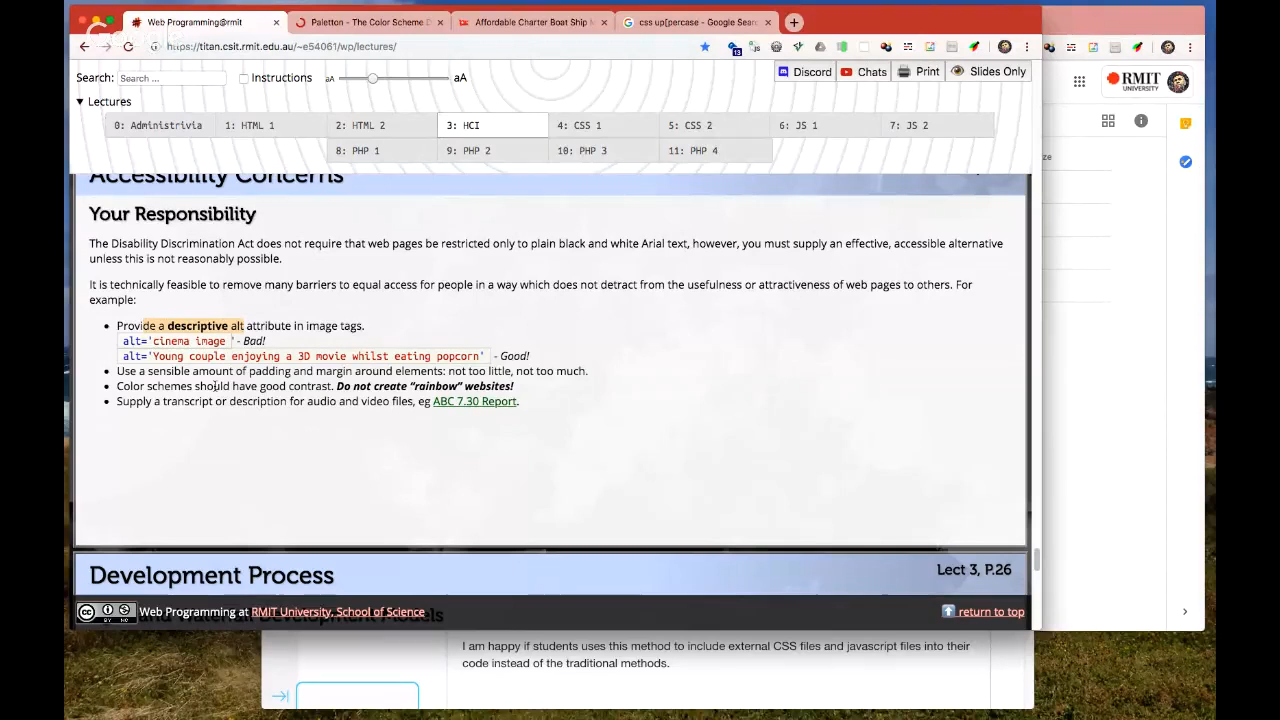 Web Programming@rmit
Paletton - The Color Scheme D
Affordable Charter Boat Ship M
css up[percase - Google Sear
Google
https://titan.csit.rmit.edu.au/~e54061/wp/lectures/
Search: Search ... Instructions aA aA
Discord Chats Print Slides Only
RMIT
UNIVERSITY
▼ Lectures
0: Administrivia 1: HTML 1 2: HTML 2 3: HCI 4: CSS 1 5: CSS 2 6: JS 1 7: JS 2
8: PHP 1 9: PHP 2 10: PHP 3 11: PHP 4
ze
Accessibility Concerns
Your Responsibility
The Disability Discrimination Act does not require that web pages be restricted only to plain black and white Arial text, however, you must supply an effective, accessible alternative
unless this is not reasonably possible.
It is technically feasible to remove many barriers to equal access for people in a way which does not detract from the usefulness or attractiveness of web pages to others. For
example:
• Provide a descriptive alt attribute in image tags.
alt='cinema image ' - Bad!
alt='Young couple enjoying a 3D movie whilst eating popcorn' - Good!
• Use a sensible amount of padding and margin around elements: not too little, not too much.
• Color schemes should have good contrast. Do not create “rainbow” websites!
• Supply a transcript or description for audio and video files, eg ABC 7.30 Report.
Development Process
Lect 3, P.26
Web Programming at RMIT University, School of Science
return to top
Development Models
I am happy if students uses this method to include external CSS files and javascript files into their
code instead of the traditional methods.